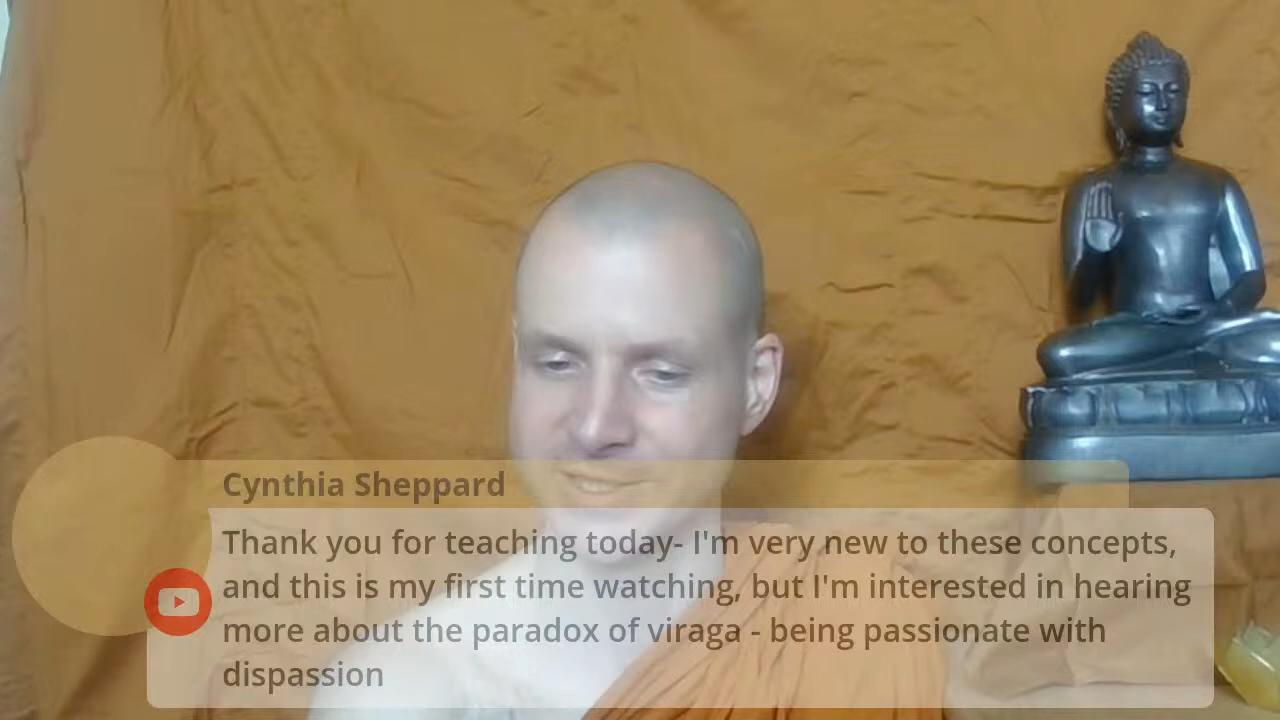 Cynthia Sheppard
Thank you for teaching today- I'm very new to these concepts,
and this is my first time watching, but I'm interested in hearing
more about the paradox of viraga - being passionate with
dispassion